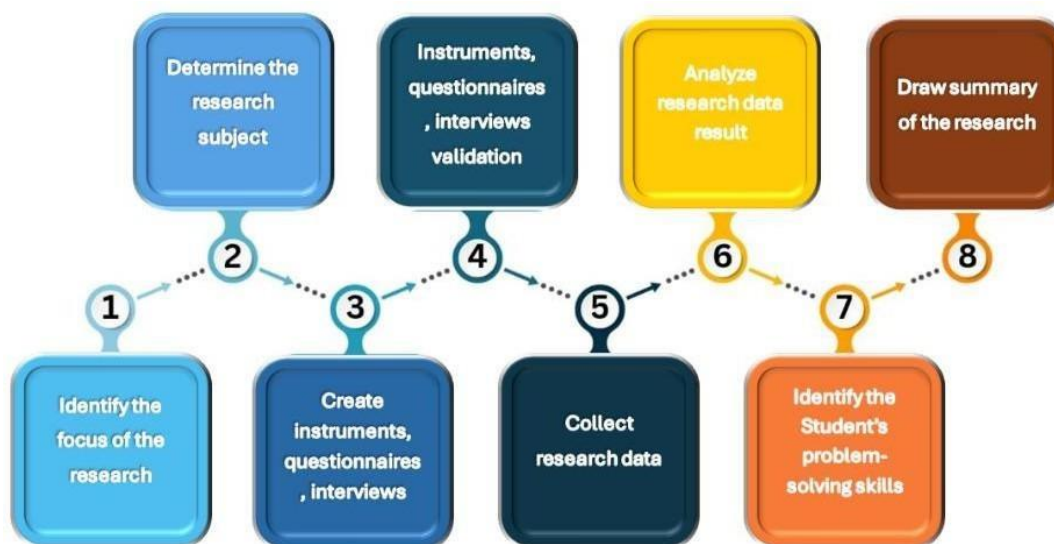 1
Identify the
focus of the
research
2
Determine the
research
subject
3
Create
instruments,
questionnaires
, interviews
4
Instruments,
questionnaires
, interviews
validation
5
Collect
research data
6
Analyze
research data
result
7
Identify the
Student's
problem-
solving skills
8
Draw summary
of the research